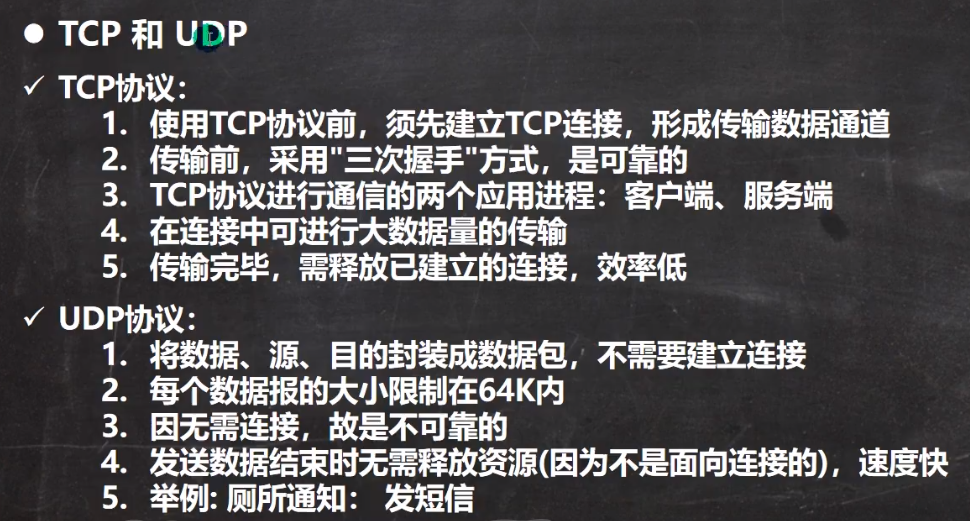 ● TCP 和 UDP
✓ TCP协议：
1. 使用TCP协议前，须先建立TCP连接，形成传输数据通道
2. 传输前，采用"三次握手"方式，是可靠的
3. TCP协议进行通信的两个应用进程：客户端、服务端
4. 在连接中可进行大数据量的传输
5. 传输完毕，需释放已建立的连接，效率低
✓ UDP协议：
1. 将数据、源、目的封装成数据包，不需要建立连接
2. 每个数据报的大小限制在64K内
3. 因无需连接，故是不可靠的
4. 发送数据结束时无需释放资源(因为不是面向连接的)，速度快
5. 举例: 厕所通知： 发短信